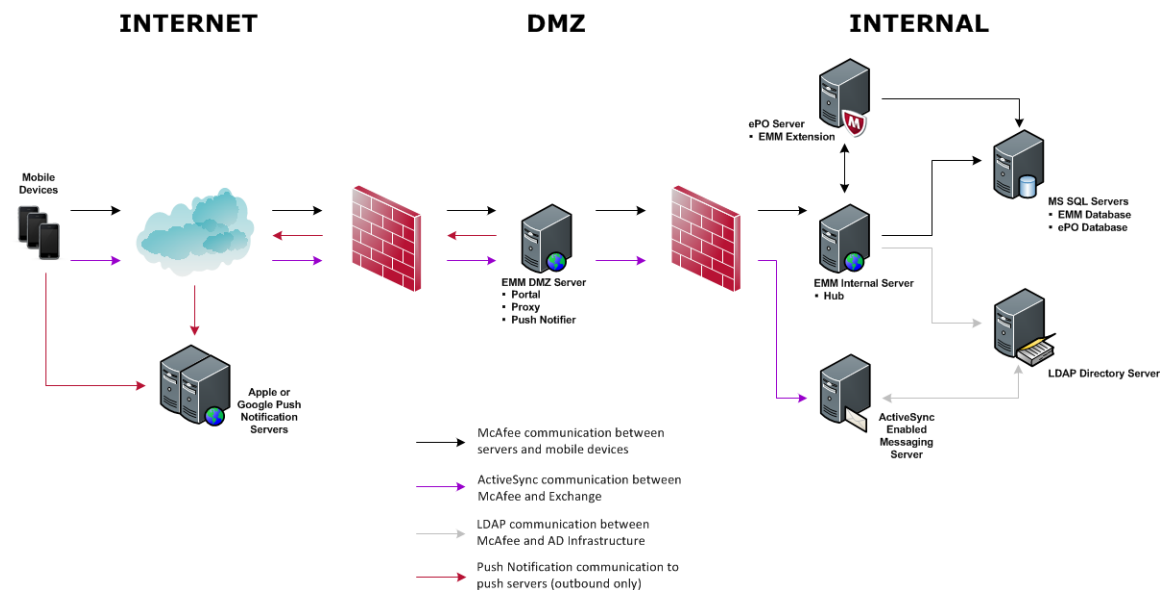 INTERNET
DMZ
INTERNAL
ePO Server
▪ EMM Extension
Mobile
Devices
MS SQL Servers
▪ EMM Database
▪ ePO Database
EMM DMZ Server
▪ Portal
▪ Proxy
▪ Push Notifier
EMM Internal Server
▪ Hub
LDAP Directory Server
Apple or
Google Push
Notification
Servers
ActiveSync
Enabled
Messaging
Server
McAfee communication between
servers and mobile devices
ActiveSync communication between
McAfee and Exchange
LDAP communication between
McAfee and AD Infrastructure
Push Notification communication to
push servers (outbound only)